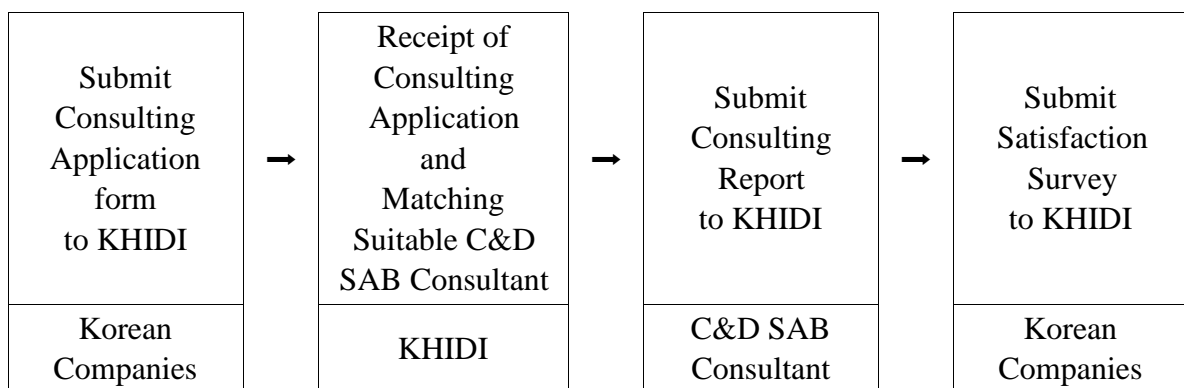 Submit
Consulting
Application
form
to KHIDI
Korean
Companies
→
Receipt of
Consulting
Application
and
Matching
Suitable C&D
SAB Consultant
KHIDI
→
Submit
Consulting
Report
to KHIDI
C&D SAB
Consultant
→
Submit
Satisfaction
Survey
to KHIDI
Korean
Companies